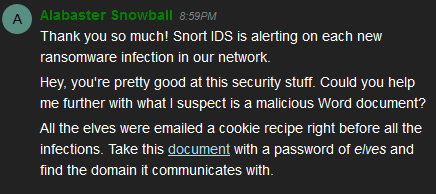 A
Alabaster Snowball 8:59PM
Thank you so much! Snort IDS is alerting on each new
ransomware infection in our network.
Hey, you're pretty good at this security stuff. Could you help
me further with what I suspect is a malicious Word document?
All the elves were emailed a cookie recipe right before all the
infections. Take this document with a password of elves and
find the domain it communicates with.